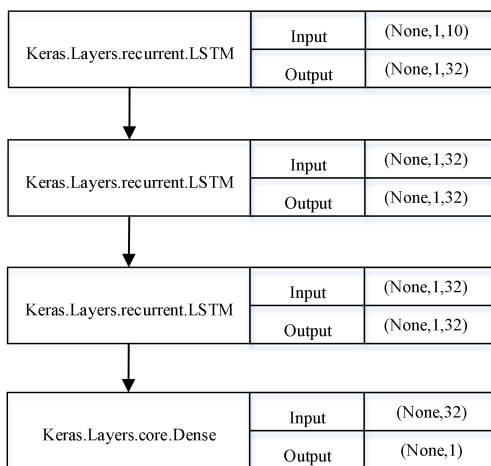 Keras.Layers.recurrent.LSTM
Input
(None,1,10)
Output
(None,1,32)
Keras.Layers.recurrent.LSTM
Input
(None,1,32)
Output
(None,1,32)
Keras.Layers.recurrent.LSTM
Input
(None,1,32)
Output
(None,1,32)
Keras.Layers.core.Dense
Input
(None,32)
Output
(None,1)